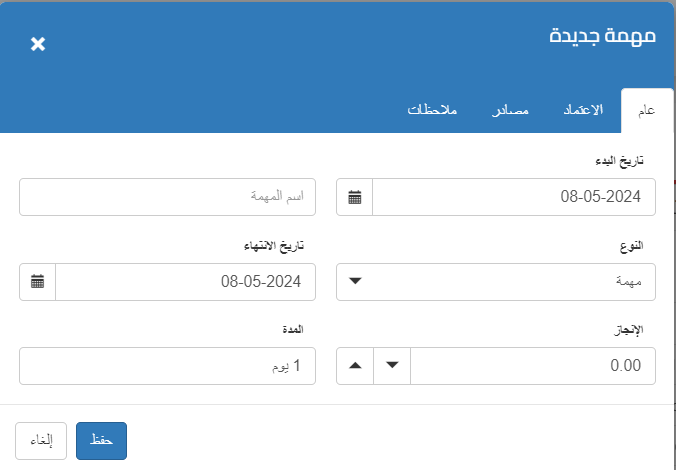 مهمة جديدة
عام الاعتماد مصادر ملاحظات
تاريخ البدء
08-05-2024 اسم المهمة
النوع تاريخ الانتهاء
مهمة 08-05-2024
الإنجاز المدة
0.00 1 يوم
حفظ إلغاء